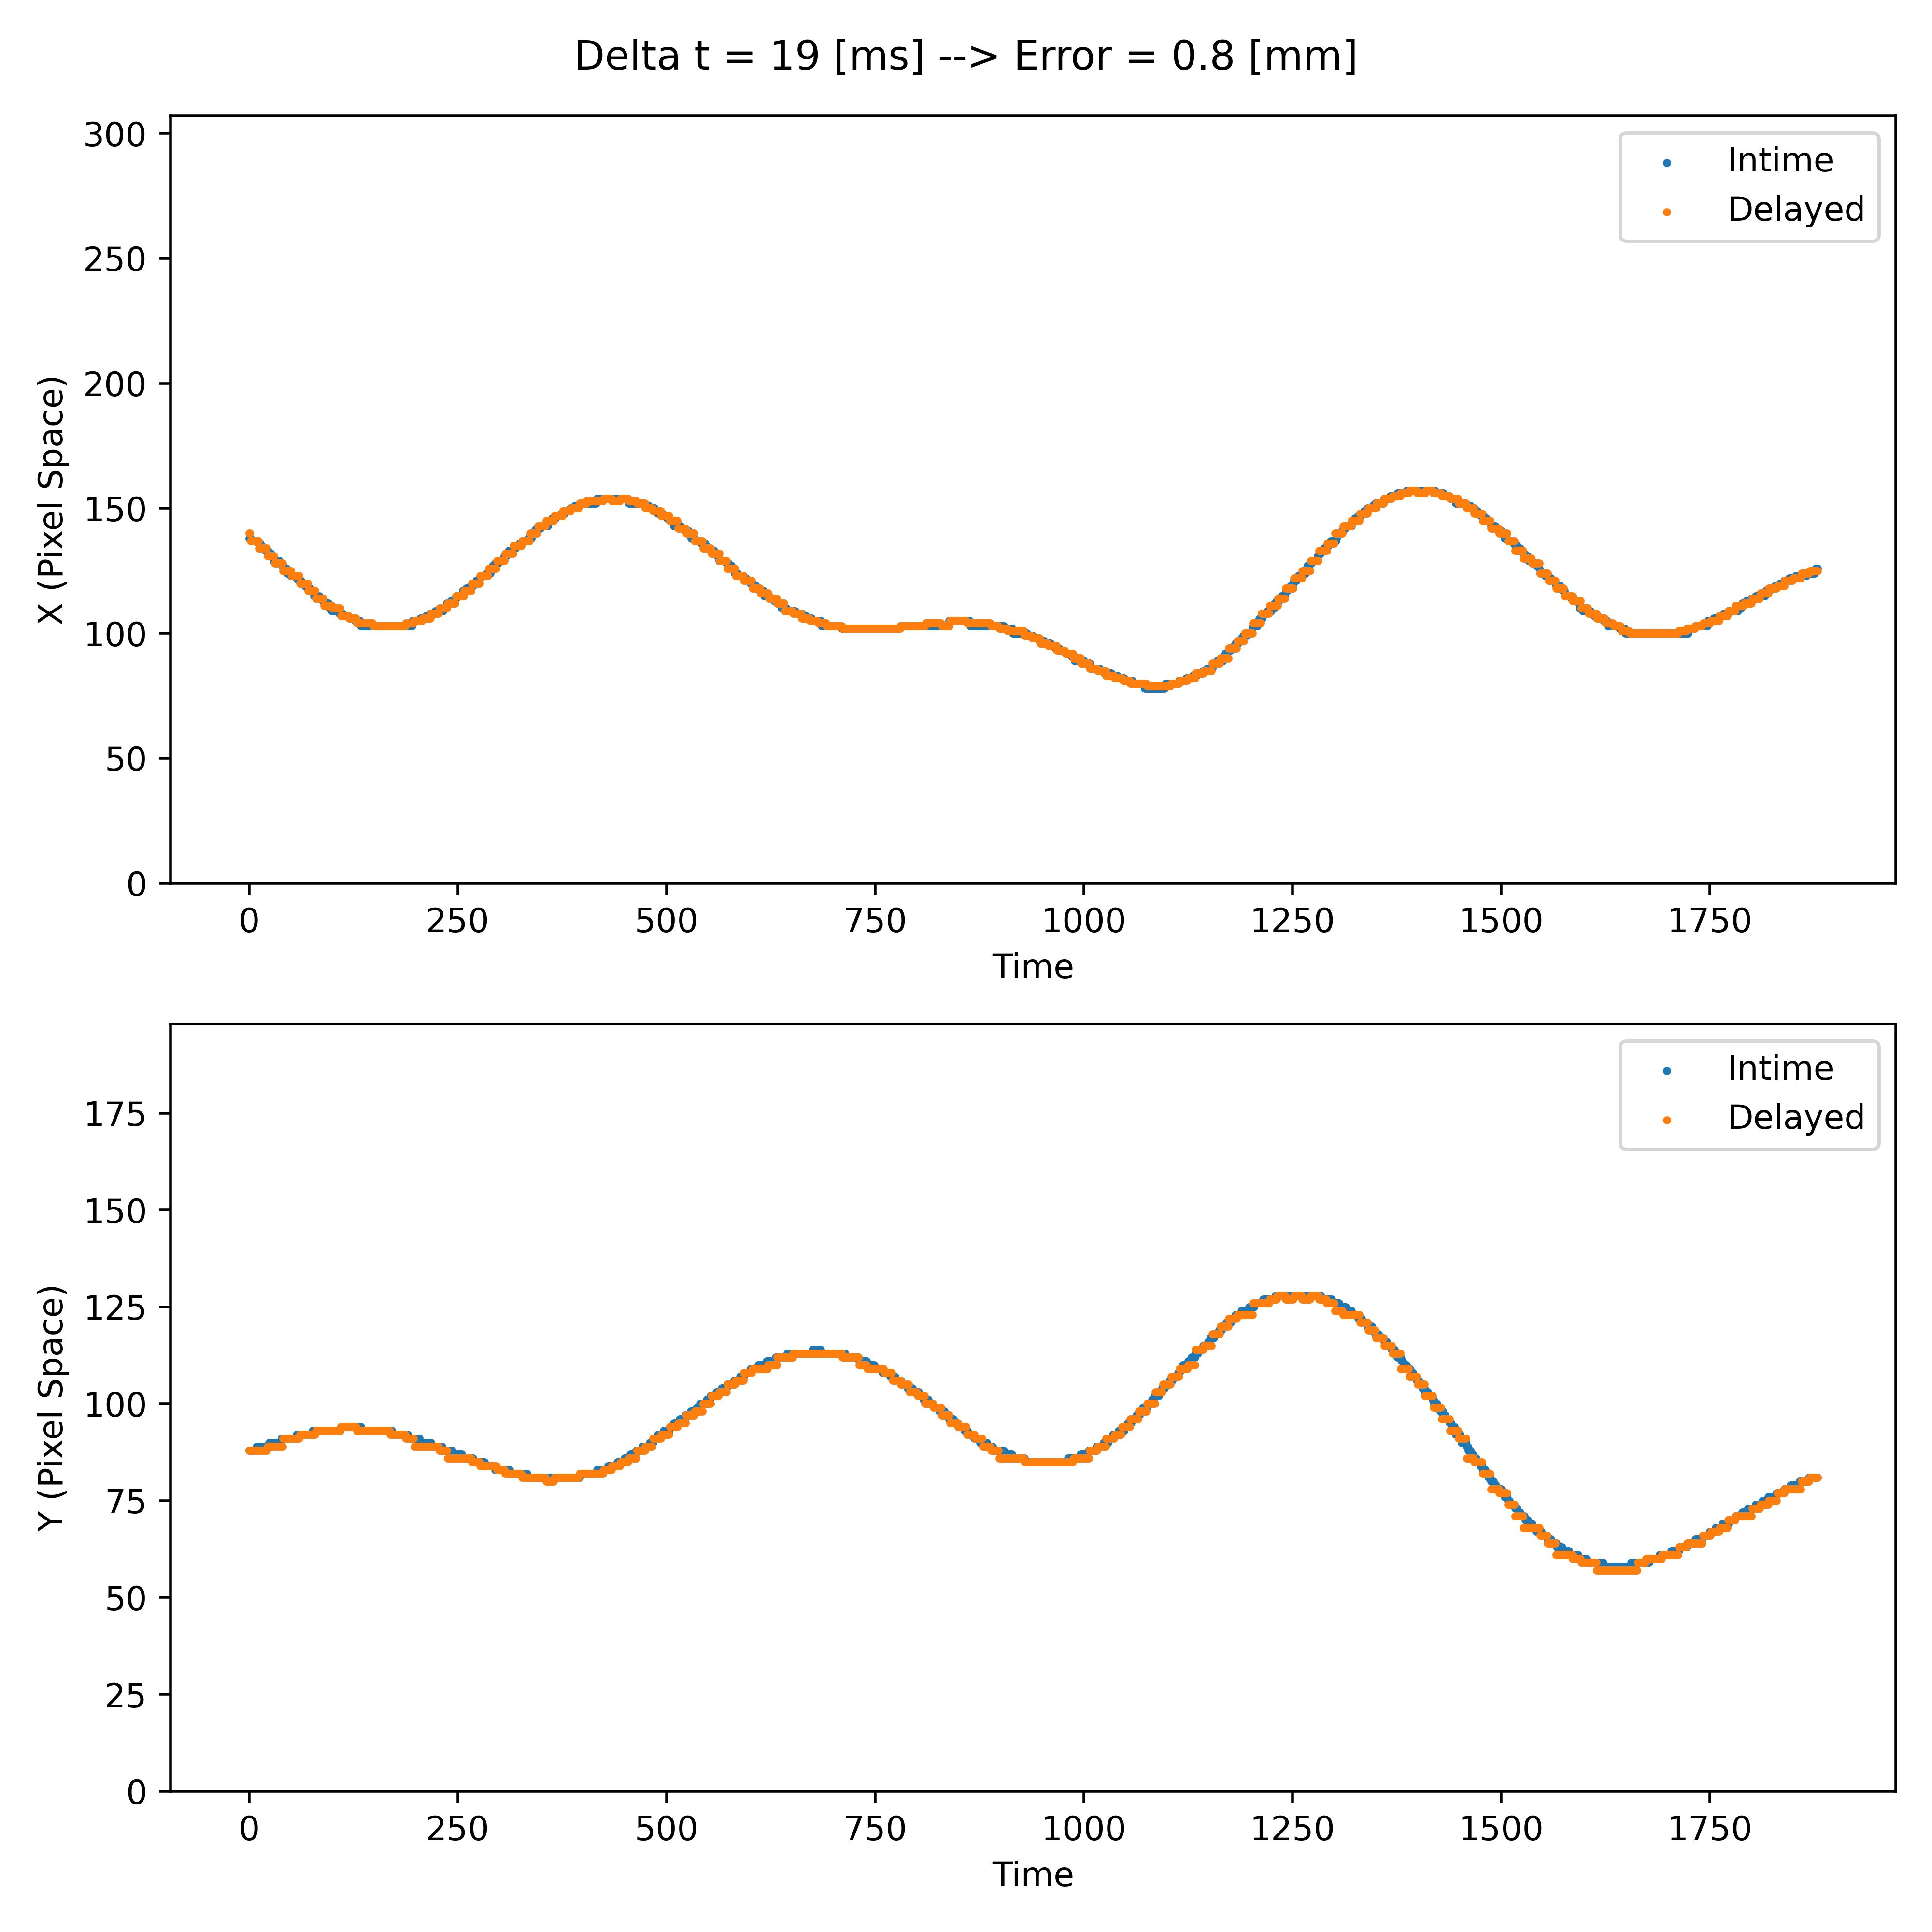 Delta t = 19 [ms] --> Error = 0.8 [mm]
300
250
200
150
100
50
0
X (Pixel Space)
Intime
Delayed
0 250 500 750 1000 1250 1500 1750
Time
175
150
125
100
75
50
25
0
Y (Pixel Space)
Intime
Delayed
0 250 500 750 1000 1250 1500 1750
Time